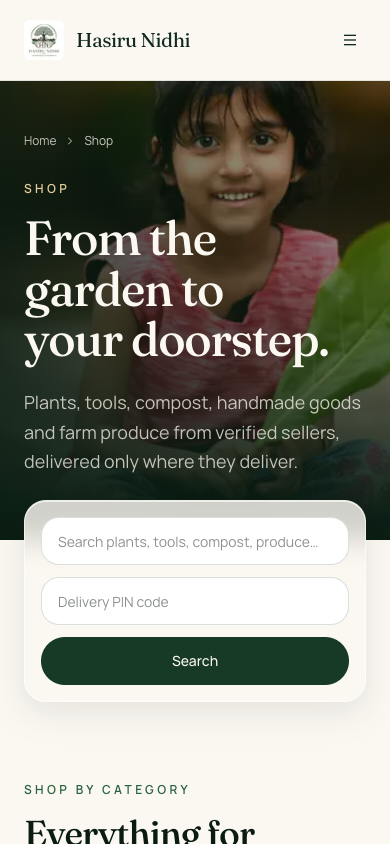 Hasiru Nidhi
Home > Shop
SHOP
From the
garden to
your doorstep.
Plants, tools, compost, handmade goods
and farm produce from verified sellers,
delivered only where they deliver.
Search plants, tools, compost, produce...
Delivery PIN code
Search
SHOP BY CATEGORY
Everything for